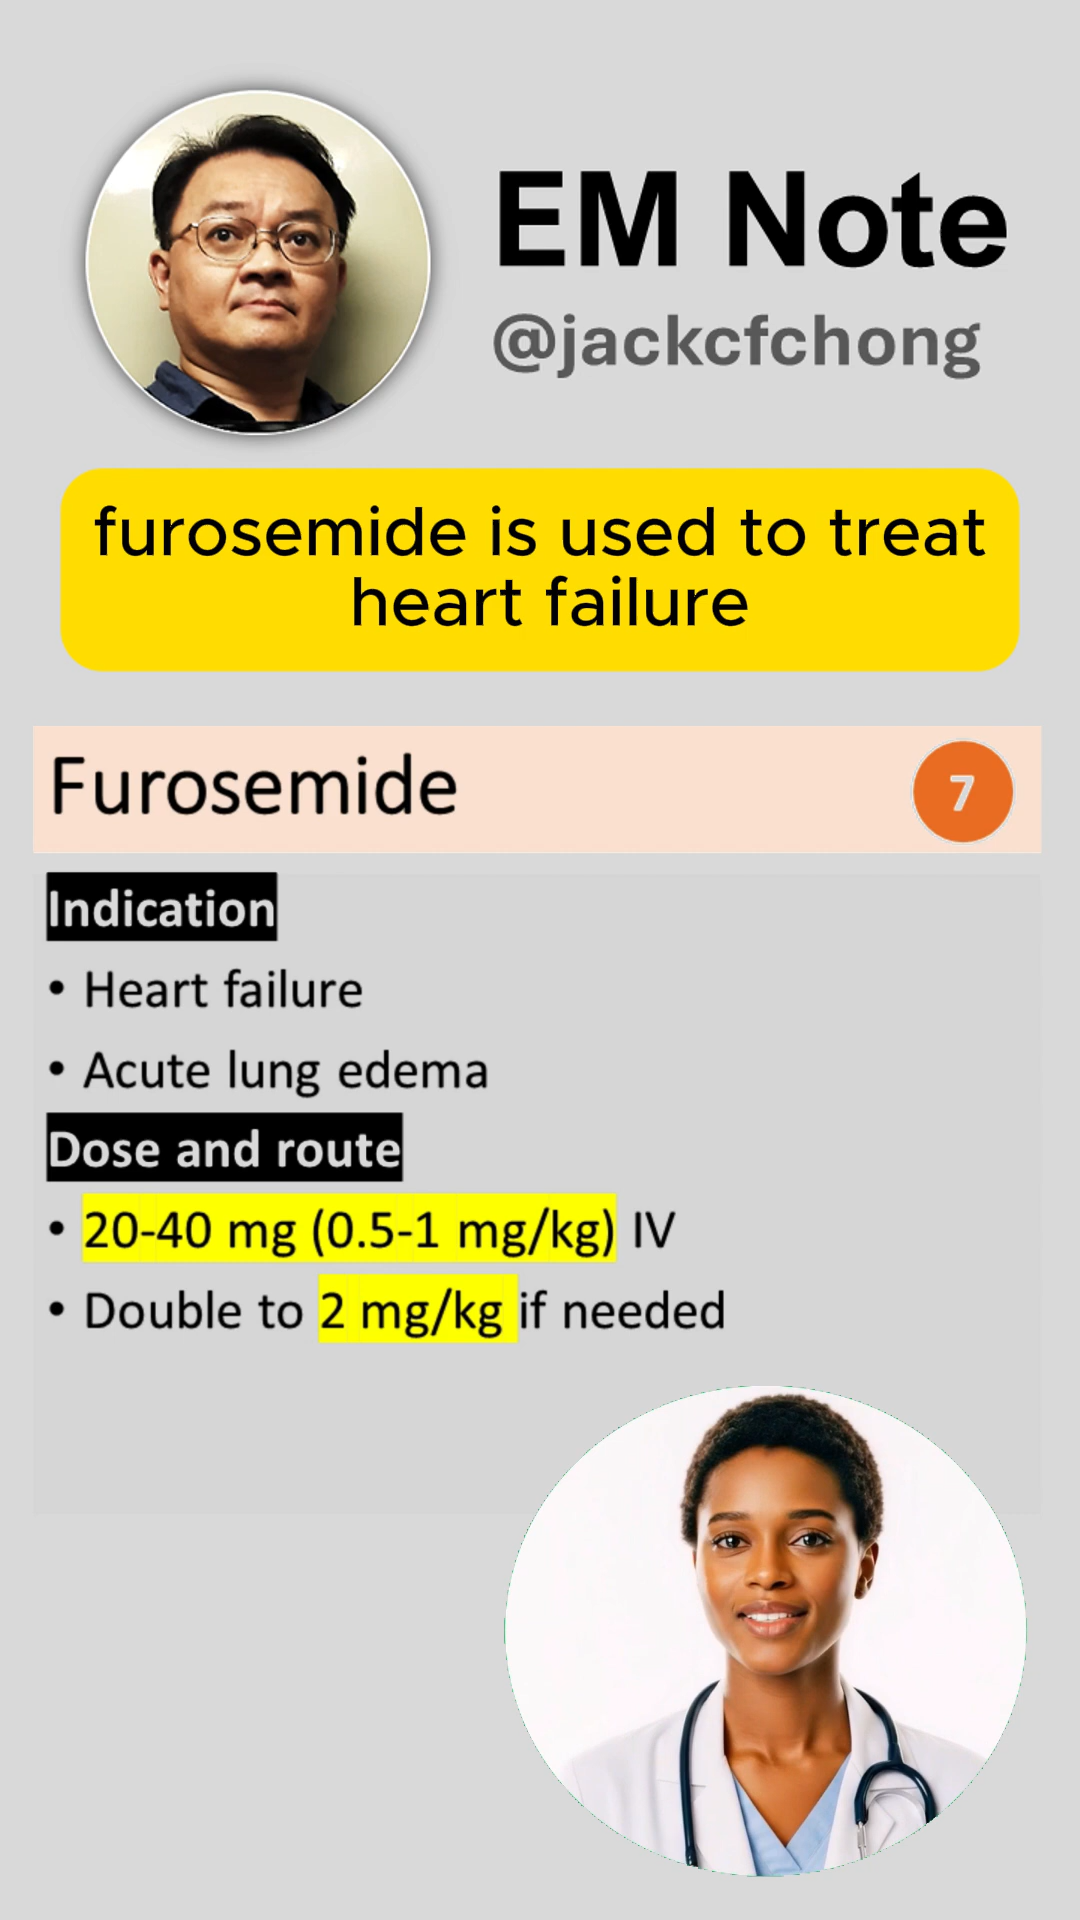 EM Note
@jackcfchong
furosemide is used to treat
heart failure
Furosemide
7
Indication
• Heart failure
• Acute lung edema
Dose and route
• 20-40 mg (0.5-1 mg/kg) IV
• Double to 2 mg/kg if needed